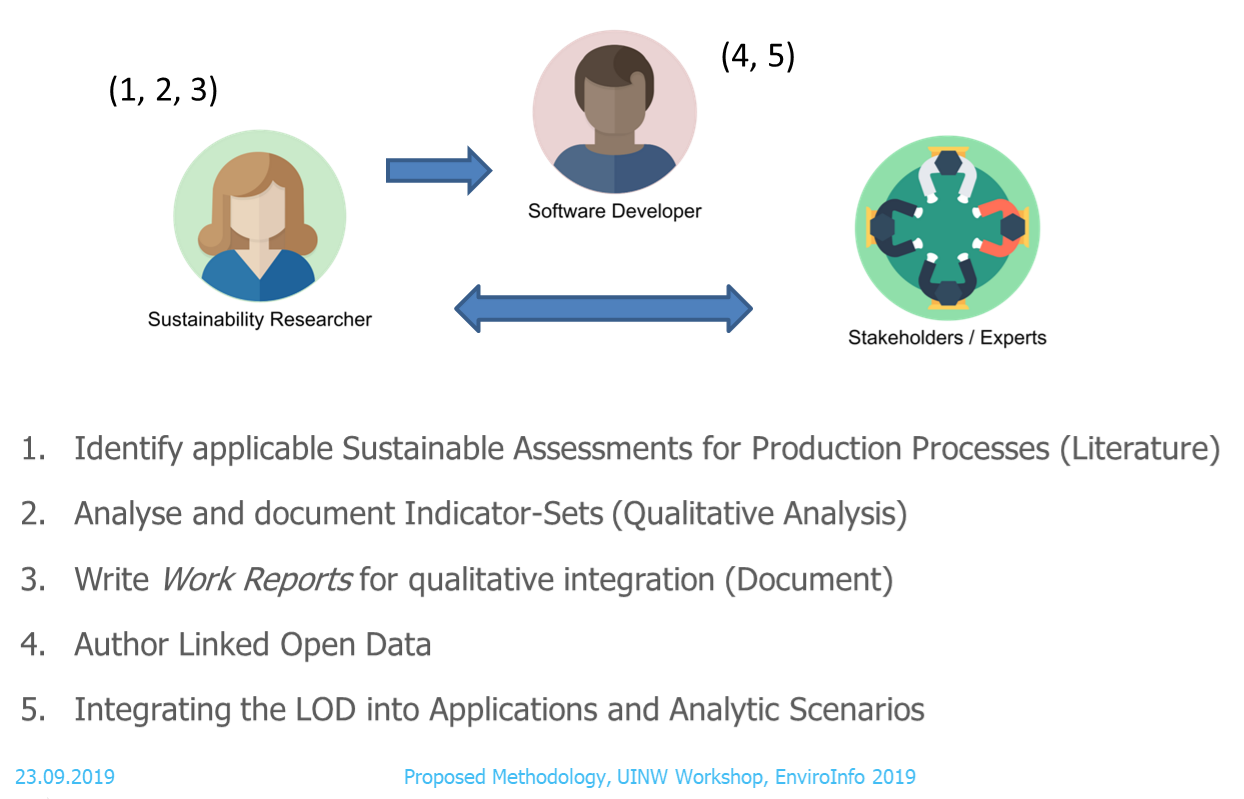 (1, 2, 3)
(4, 5)
Software Developer
Sustainability Researcher
Stakeholders / Experts
1. Identify applicable Sustainable Assessments for Production Processes (Literature)
2. Analyse and document Indicator-Sets (Qualitative Analysis)
3. Write Work Reports for qualitative integration (Document)
4. Author Linked Open Data
5. Integrating the LOD into Applications and Analytic Scenarios
23.09.2019
Proposed Methodology, UINW Workshop, EnviroInfo 2019